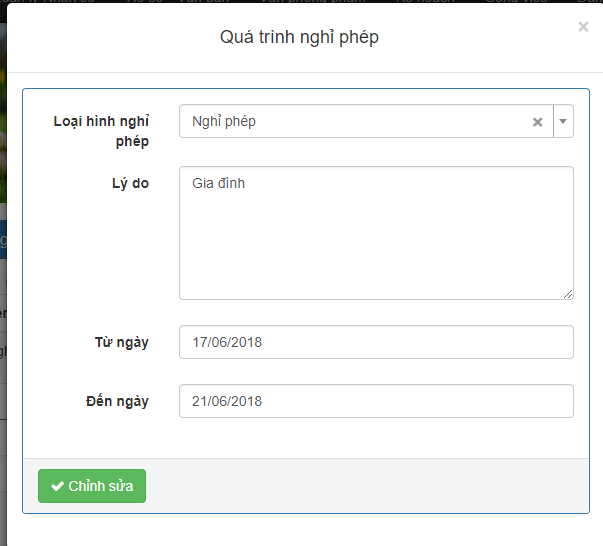 Quá trình nghỉ phép
×
Loại hình nghỉ
phép
Nghỉ phép
Lý do
Gia đình
Từ ngày
17/06/2018
Đến ngày
21/06/2018
Chỉnh sửa